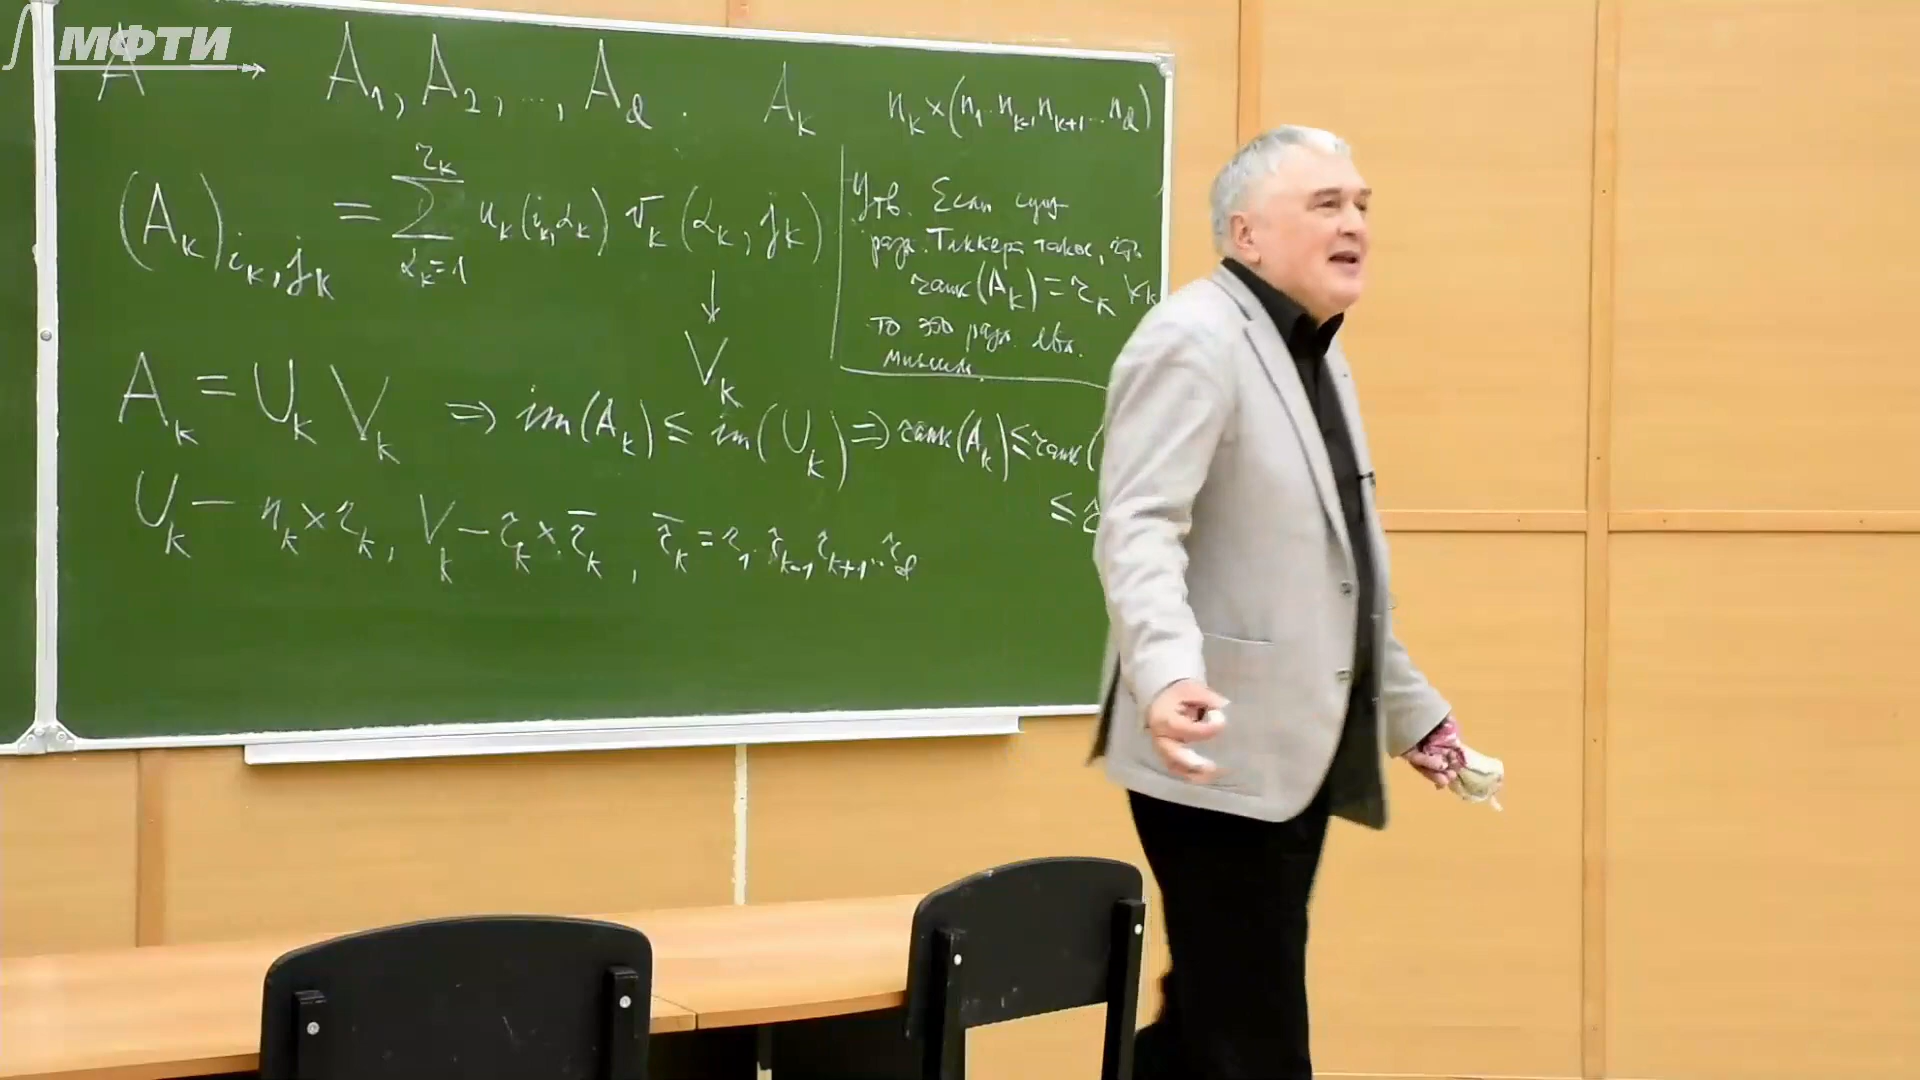 МФТИ
A → A₁, A₂, ..., A_d. A_k n_k × (n₁...n_{k-1} n_{k+1}...n_d)
(A_k)_{i_k, j_k} = Σ_{α_k=1}^{r_k} u_k(i_k, α_k) v_k(α_k, j_k)
↓
V_k
Утв. Если сущ.
разл. Таккера такое, что
rank(A_k) = r_k ∀k
то это разл. явл.
миним.
A_k = U_k V_k ⇒ im(A_k) ≤ im(U_k) ⇒ rank(A_k) ≤ rank(
≤ r
U_k – n_k × r_k, V_k – r_k × r̄_k, r̄_k = r₁...r_{k-1} r_{k+1}...r_d